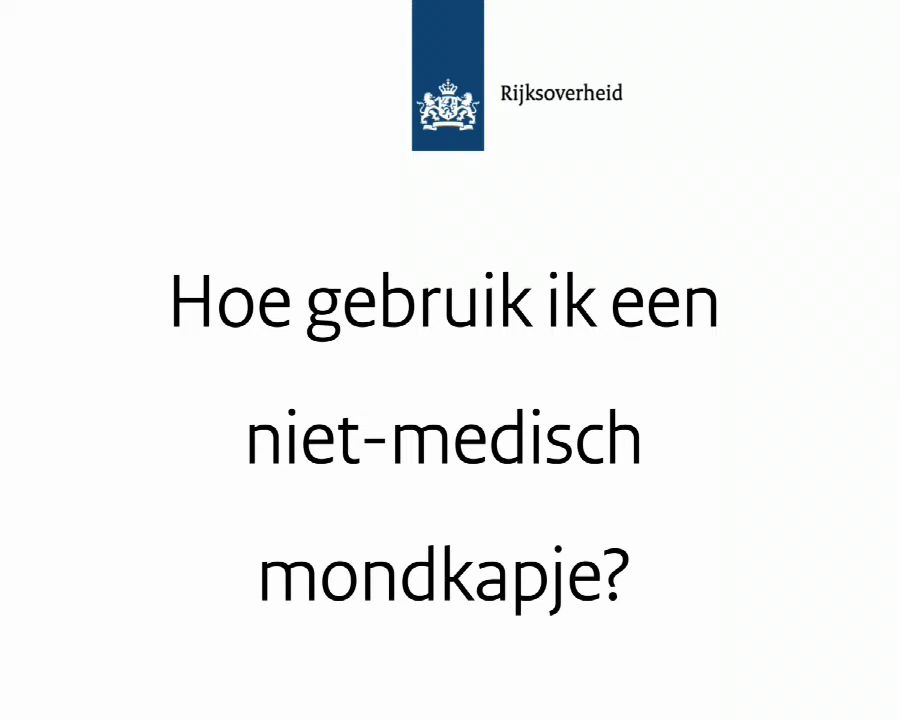 Rijksoverheid
Hoe gebruik ik een
niet-medisch
mondkapje?